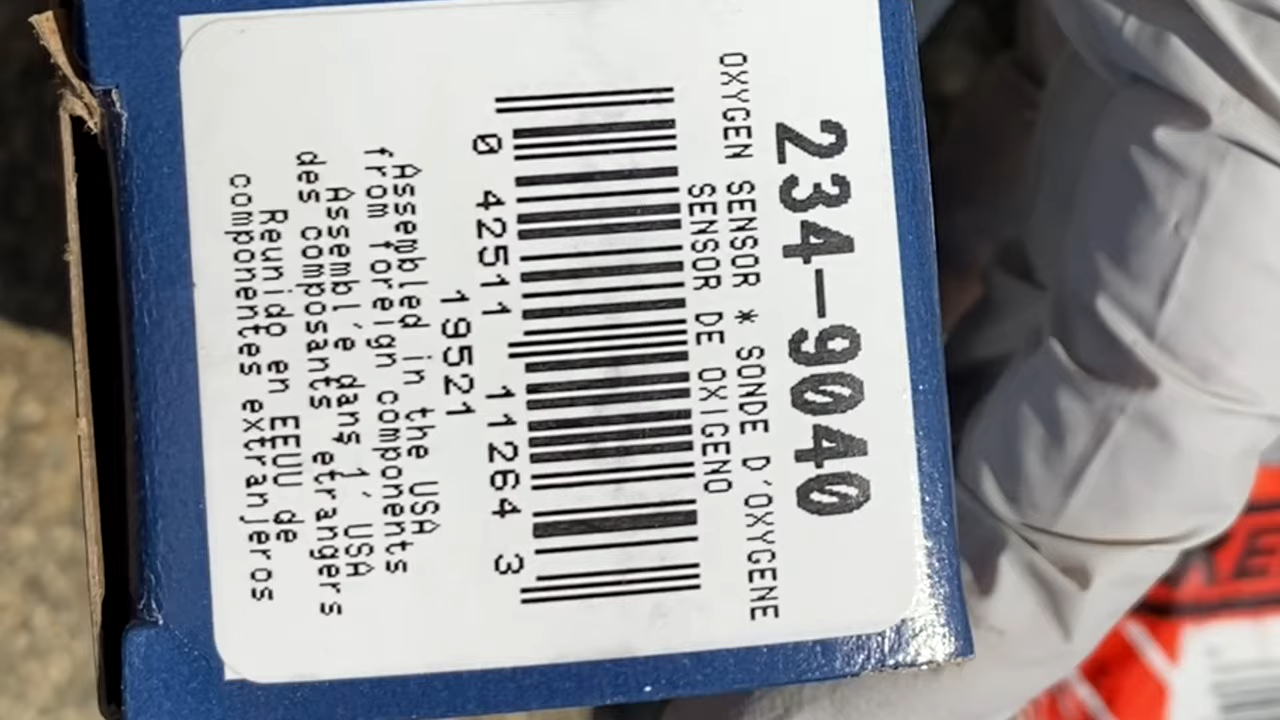 234-9040
OXYGEN SENSOR * SONDE D'OXYGENE
SENSOR DE OXIGENO
0 42511 11264 3
19521
Assembled in the USA
from foreign components
Assembl'e dans l'USA
des composants etrangers
Reunido en EEUU de
componentes extranjeros